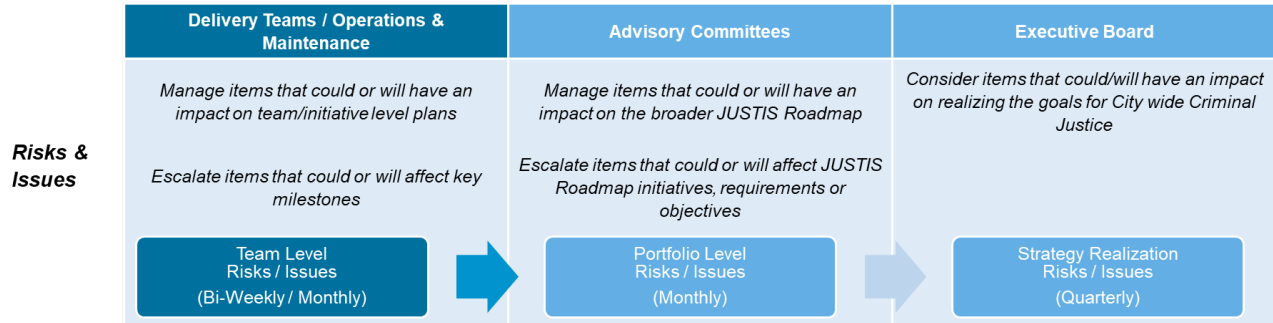 Delivery Teams / Operations &
Maintenance
Advisory Committees
Executive Board
Risks &
Issues
Manage items that could or will have an
impact on team/initiative level plans
Escalate items that could or will affect key
milestones
Manage items that could or will have an
impact on the broader JUSTIS Roadmap
Escalate items that could or will affect JUSTIS
Roadmap initiatives, requirements or
objectives
Consider items that could/will have an impact
on realizing the goals for City wide Criminal
Justice
Team Level
Risks / Issues
(Bi-Weekly / Monthly)
Portfolio Level
Risks / Issues
(Monthly)
Strategy Realization
Risks / Issues
(Quarterly)